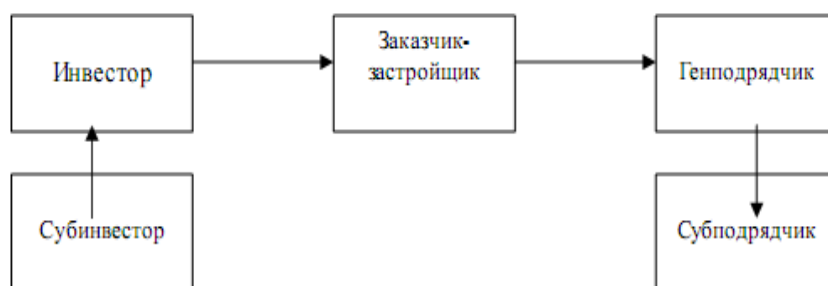 Инвестор
Заказчик-
застройщик
Генподрядчик
Субинвестор
Субподрядчик